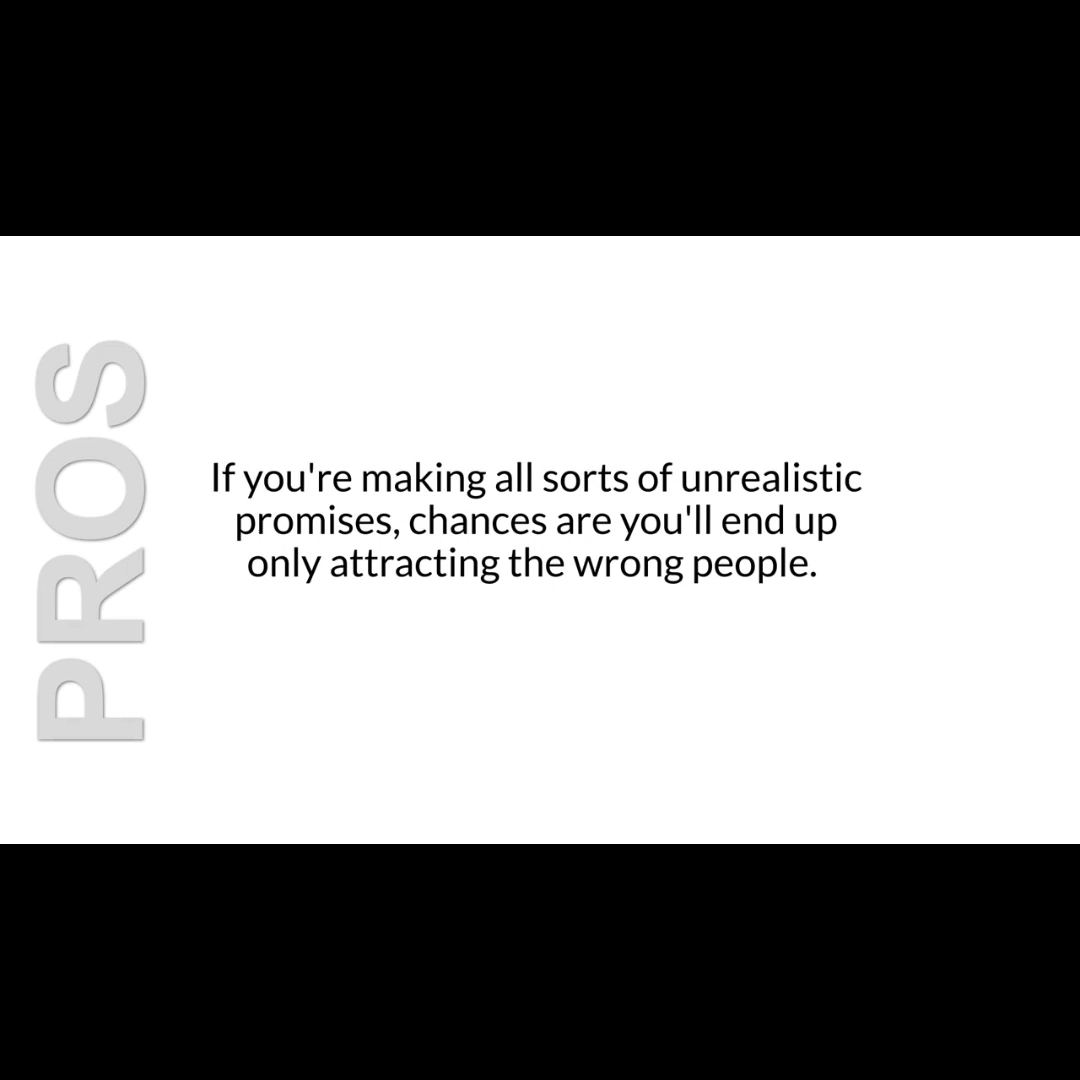 PROS
If you're making all sorts of unrealistic
promises, chances are you'll end up
only attracting the wrong people.